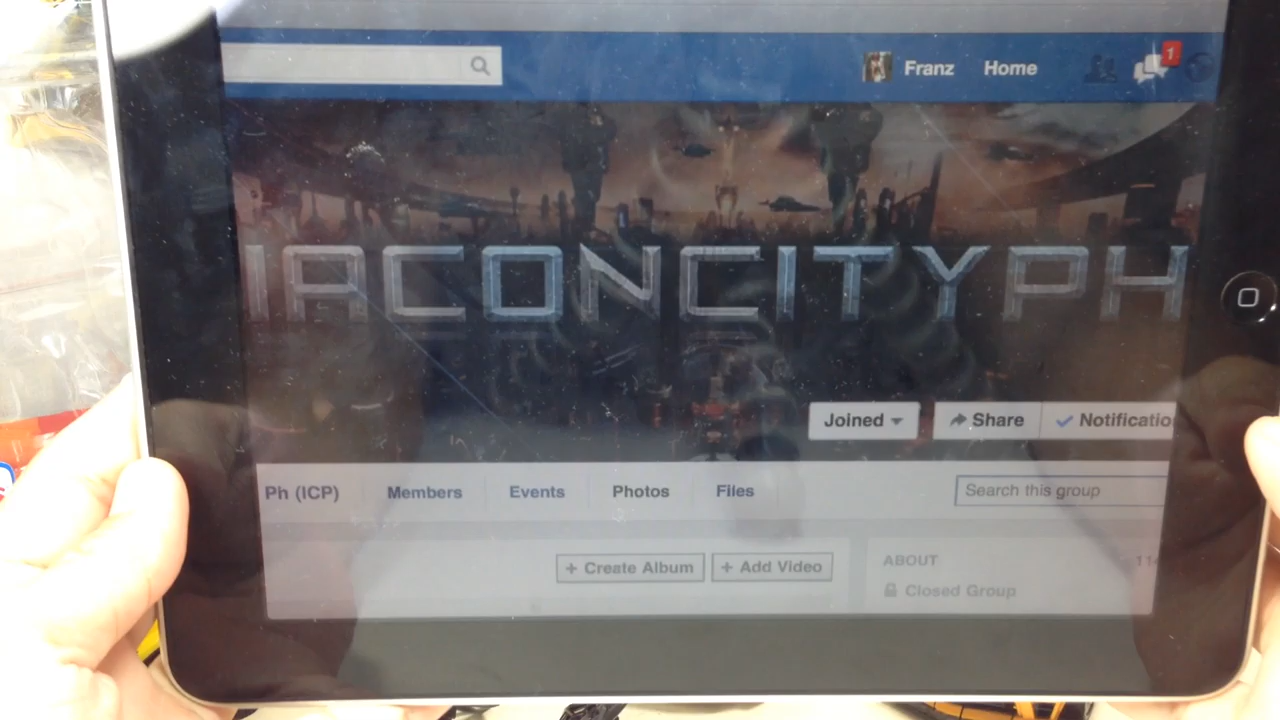 Franz Home 1
IACONCITYPH
Joined Share Notificatio
Ph (ICP) Members Events Photos Files Search this group
+ Create Album + Add Video ABOUT
Closed Group